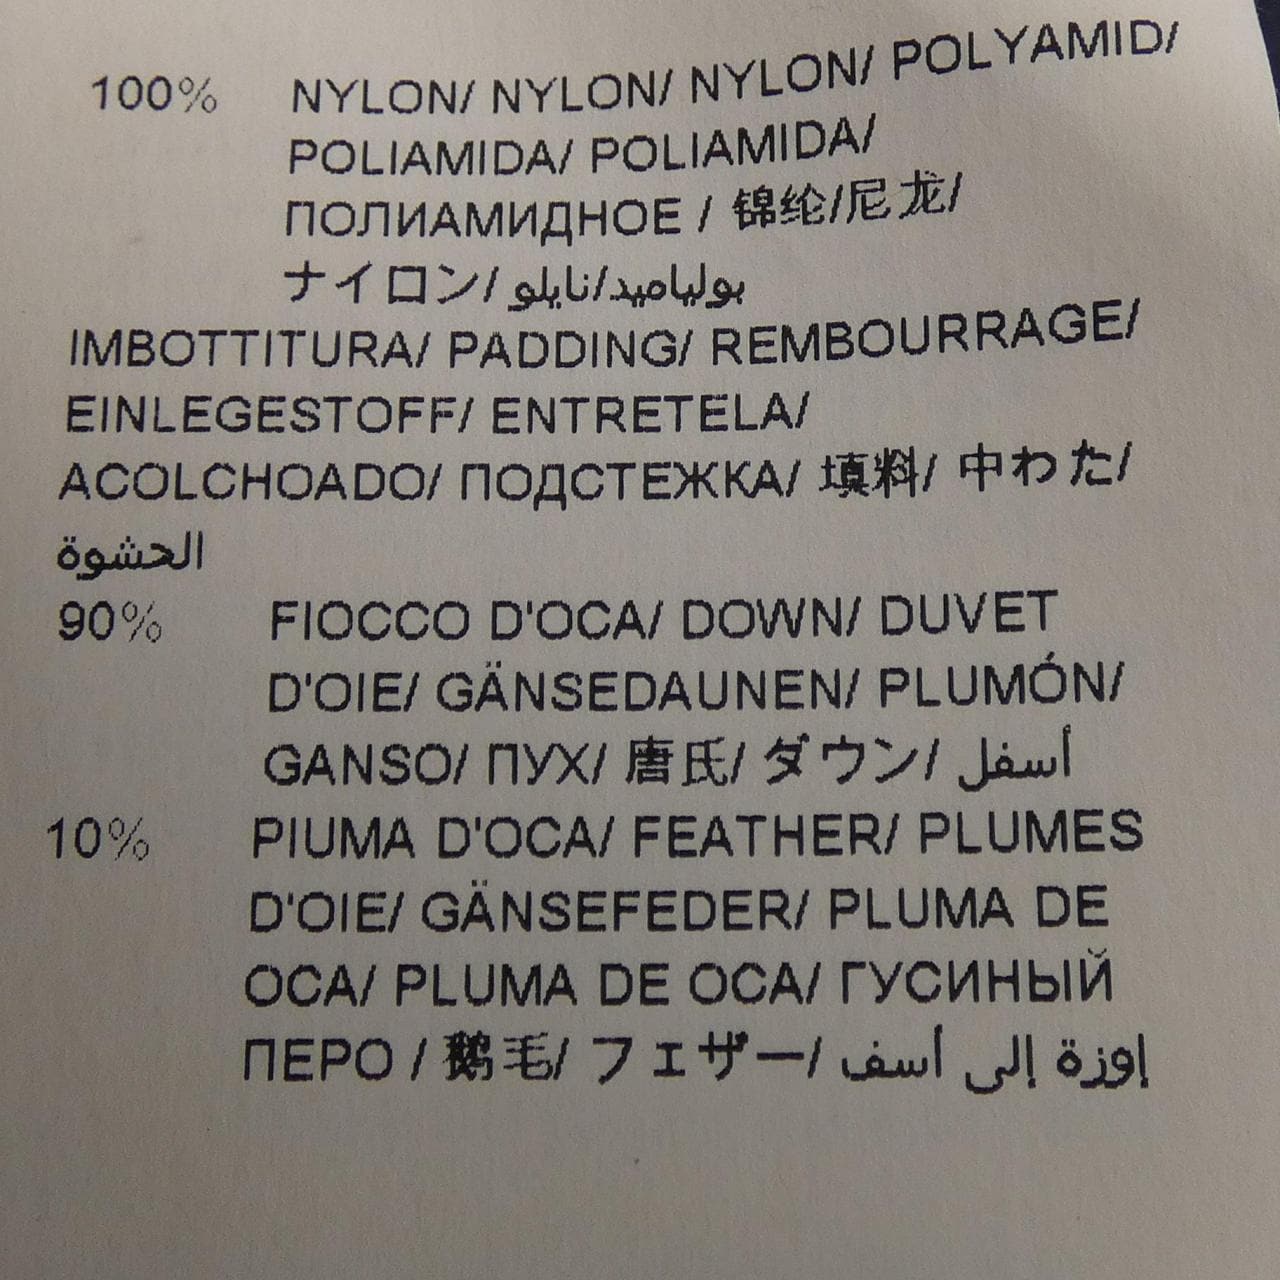 100% NYLON/ NYLON/ NYLON/ POLYAMID/
POLIAMIDA/ POLIAMIDA/
ПОЛИАМИДНОЕ / 锦纶/尼龙/
ナイロン/ بوليامید/نايلو
IMBOTTITURA/ PADDING/ REMBOURRAGE/
EINLEGESTOFF/ ENTRETELA/
ACOLCHOADO/ ПОДСТЕЖКА/ 填料/ 中わた/
الحشوة
90% FIOCCO D'OCA/ DOWN/ DUVET
D'OIE/ GÄNSEDAUNEN/ PLUMÓN/
GANSO/ ПУХ/ 唐氏/ ダウン/ أسفل
10% PIUMA D'OCA/ FEATHER/ PLUMES
D'OIE/ GÄNSEFEDER/ PLUMA DE
OCA/ PLUMA DE OCA/ ГУСИНЫЙ
ПЕРО / 鹅毛/ フェザー/ إوزة إلى أسف